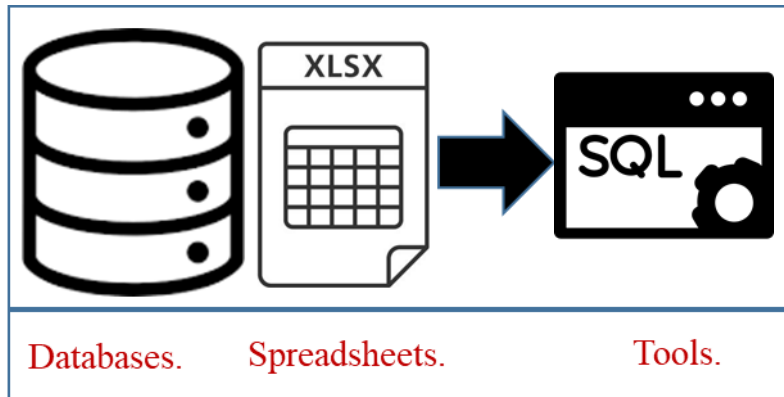 XLSX
SQL
Databases.
Spreadsheets.
Tools.